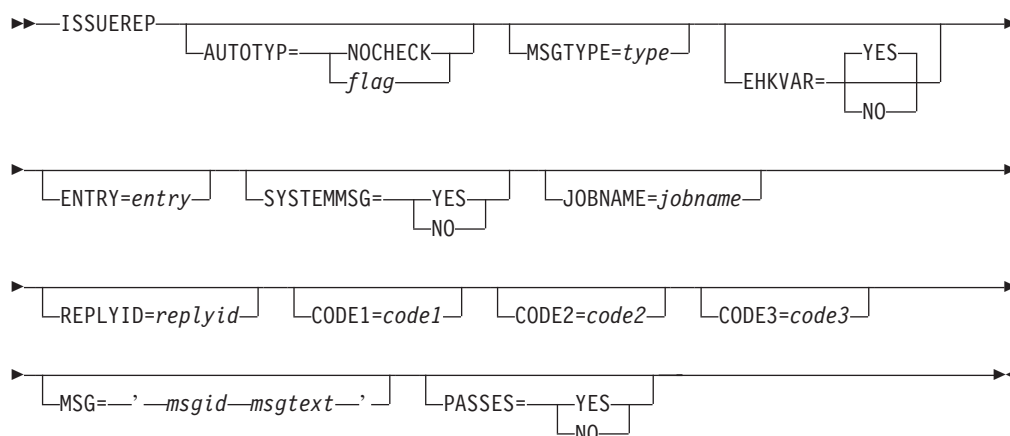 ISSUEREP
AUTOTYP= NOCHECK
flag
MSGTYPE=type
EHKVAR= YES
NO
ENTRY=entry
SYSTEMMSG= YES
NO
JOBNAME=jobname
REPLYID=replyid
CODE1=code1
CODE2=code2
CODE3=code3
MSG= ' msgid msgtext '
PASSES= YES
NO